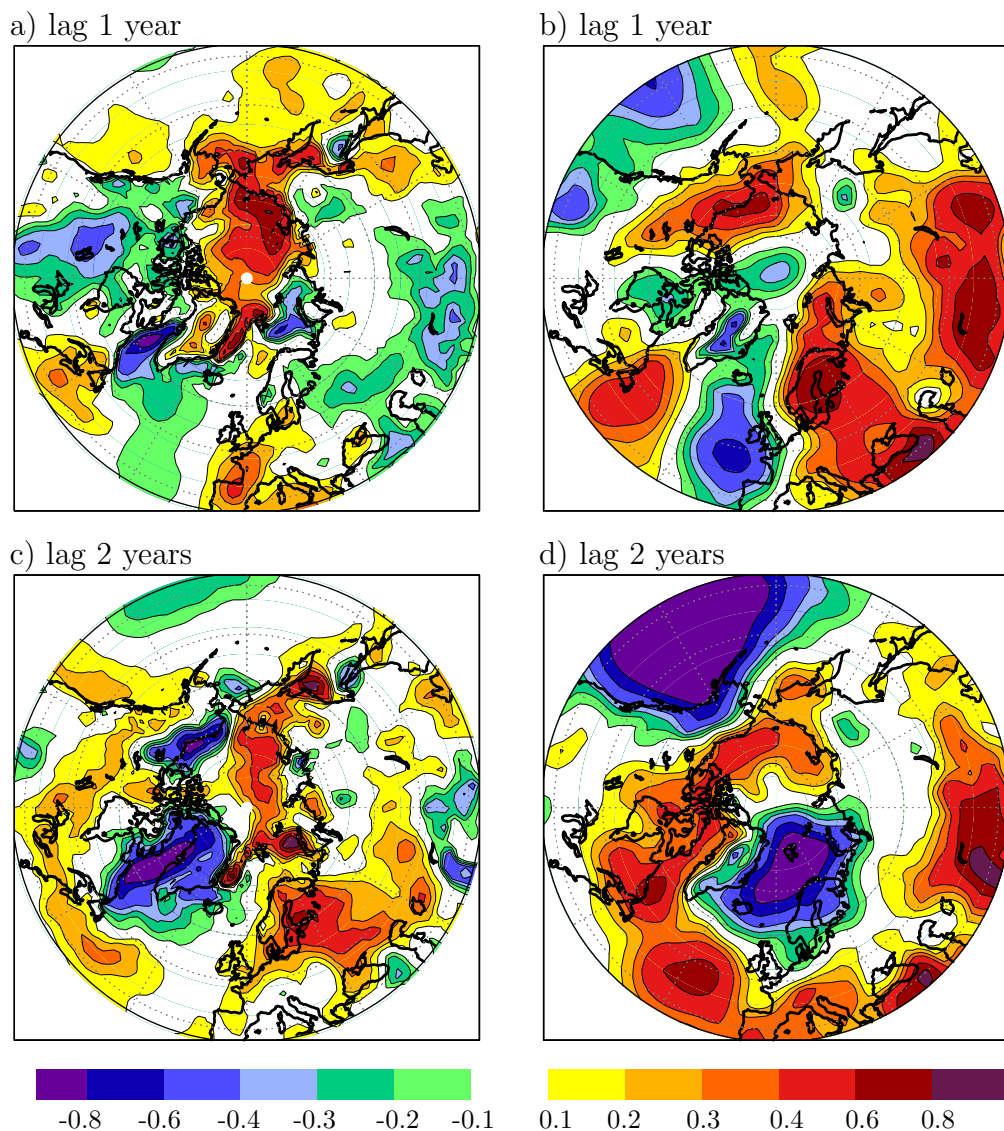 a) lag 1 year
b) lag 1 year
c) lag 2 years
d) lag 2 years
-0.8 -0.6 -0.4 -0.3 -0.2 -0.1
0.1 0.2 0.3 0.4 0.6 0.8